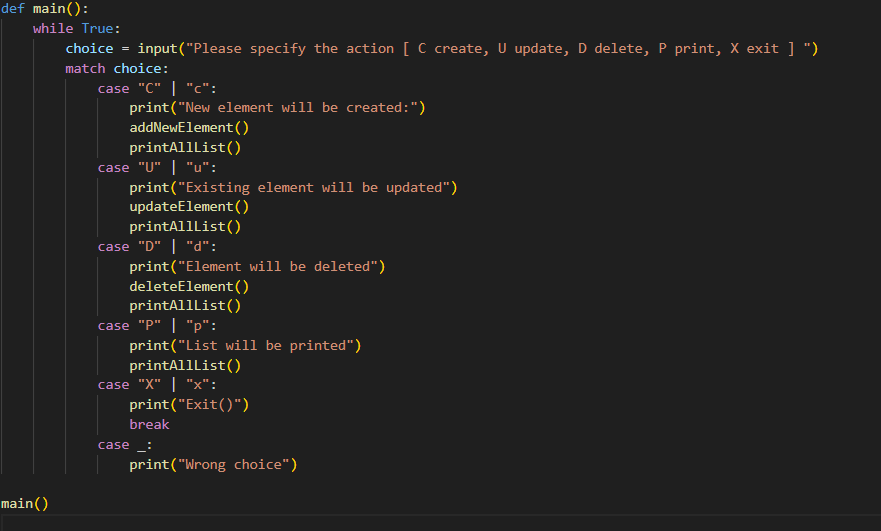 def main():
    while True:
        choice = input("Please specify the action [ C create, U update, D delete, P print, X exit ] ")
        match choice:
            case "C" | "c":
                print("New element will be created:")
                addNewElement()
                printAllList()
            case "U" | "u":
                print("Existing element will be updated")
                updateElement()
                printAllList()
            case "D" | "d":
                print("Element will be deleted")
                deleteElement()
                printAllList()
            case "P" | "p":
                print("List will be printed")
                printAllList()
            case "X" | "x":
                print("Exit()")
                break
            case _:
                print("Wrong choice")

main()